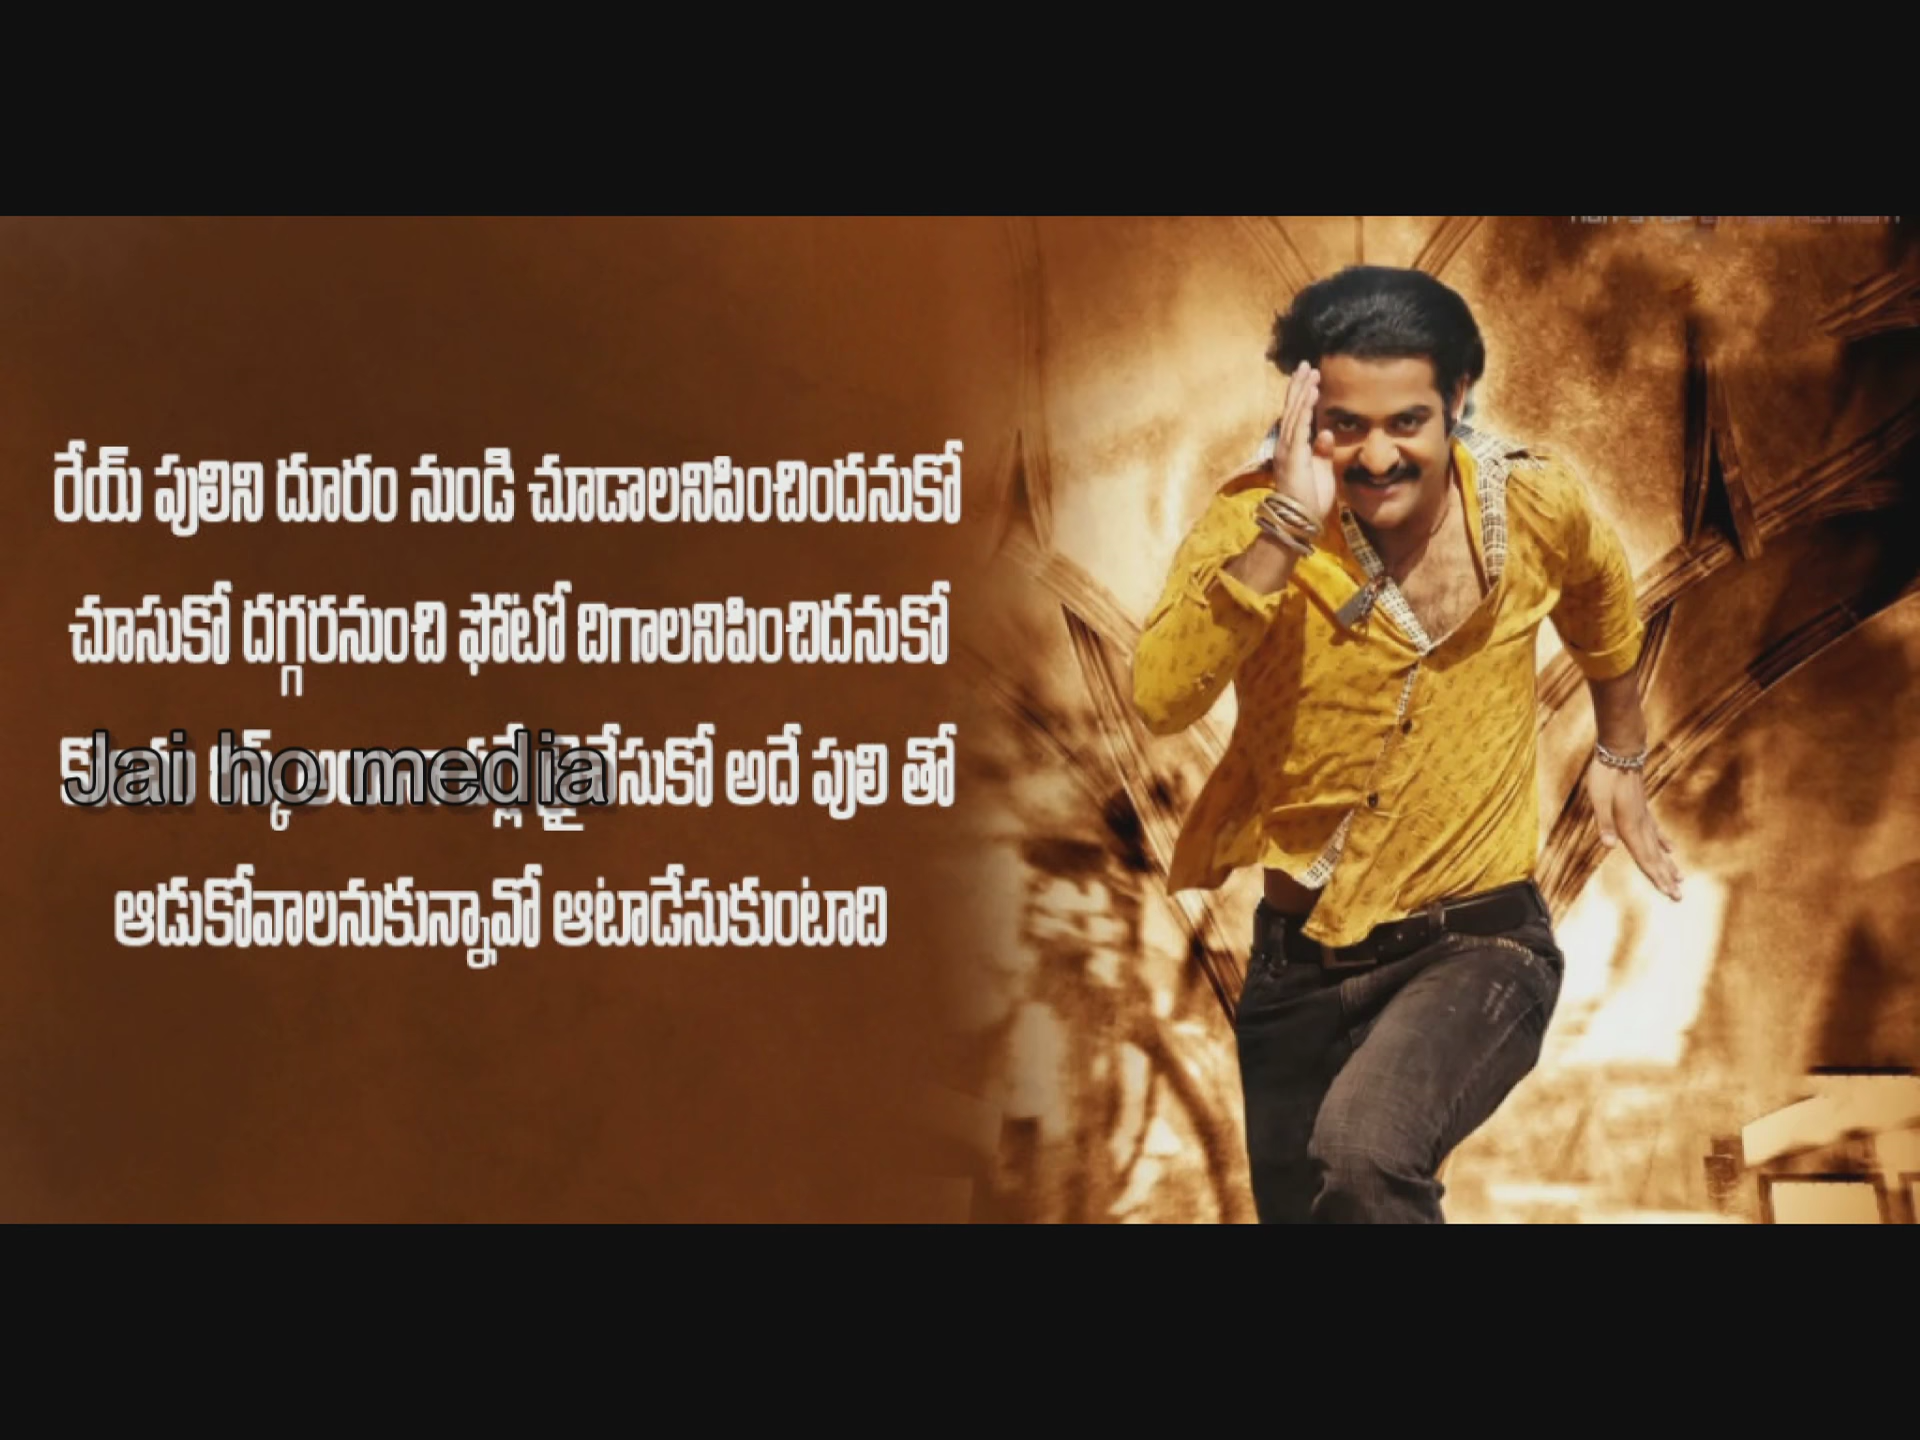 రేయ్ పులిని దూరం నుండి చూడాలనిపించిందనుకో
చూసుకో దగ్గరనుంచి ఫోటో దిగాలనిపించిదనుకో
అదే పులి తో
Jai ho media
ఆడుకోవాలనుకున్నావో ఆటాడేసుకుంటాది